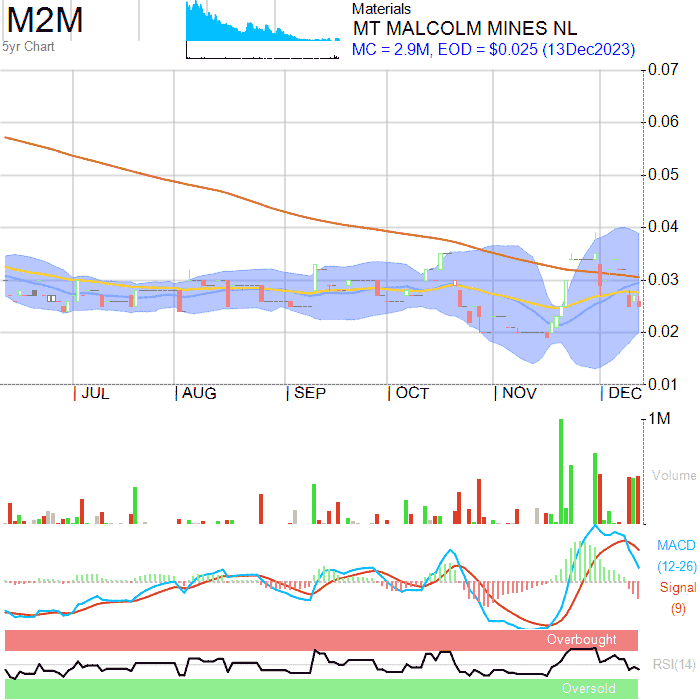 M2M
5yr Chart
Materials
MT MALCOLM MINES NL
MC = 2.9M, EOD = $0.025 (13Dec2023)
0.07
0.06
0.05
0.04
0.03
0.02
0.01
JUL AUG SEP OCT NOV DEC
1M
Volume
MACD
(12-26)
Signal
(9)
Overbought
RSI(14)
Oversold